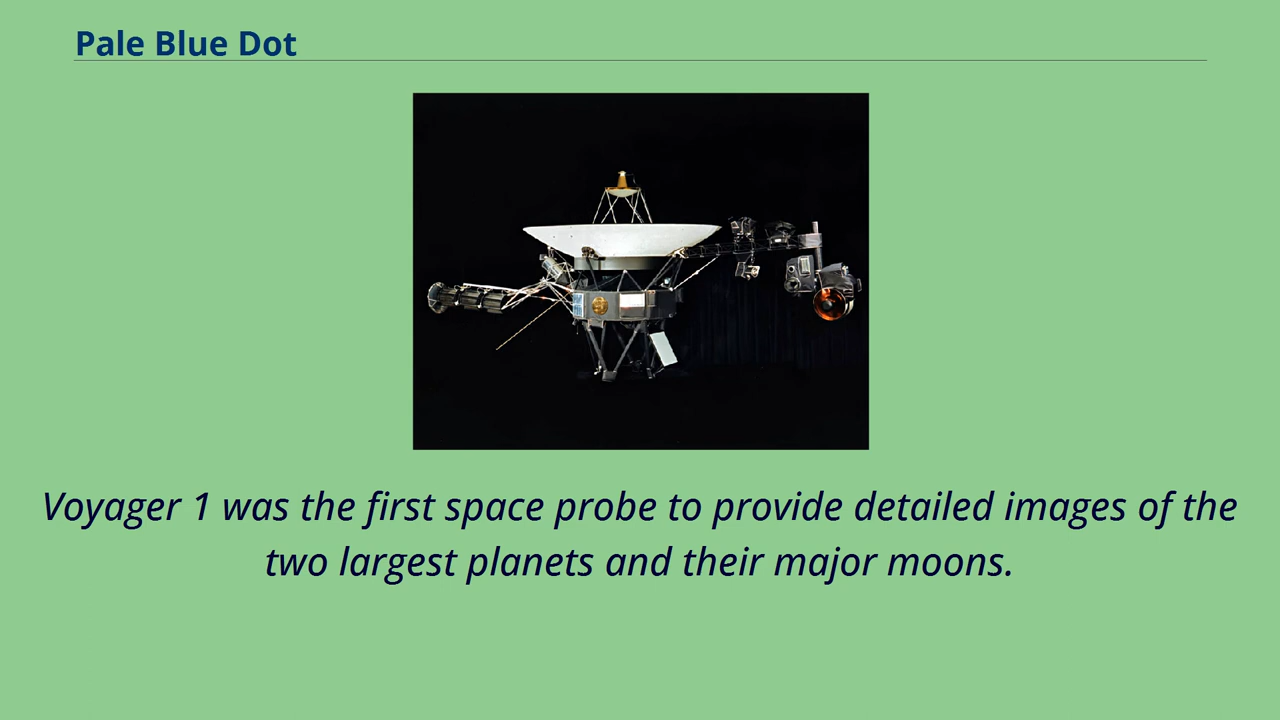 Pale Blue Dot
Voyager 1 was the first space probe to provide detailed images of the
two largest planets and their major moons.